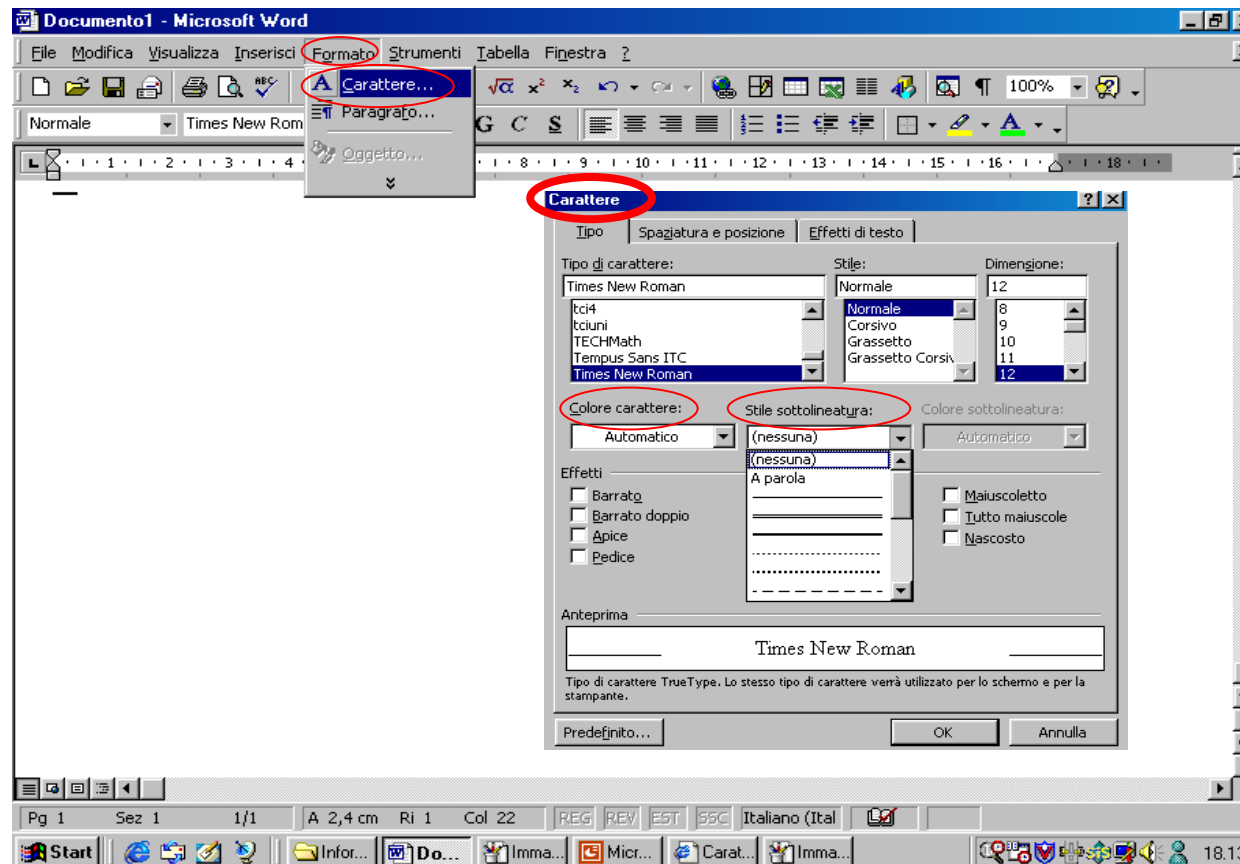 Documento1 - Microsoft Word
File Modifica Visualizza Inserisci Formato Strumenti Tabella Finestra ?
Carattere...
Paragrafo...
Oggetto...
100%
Normale Times New Rom G C S
1 2 3 4 8 9 10 11 12 13 14 15 16 18
Carattere
Tipo Spaziatura e posizione Effetti di testo
Tipo di carattere: Stile: Dimensione:
Times New Roman Normale 12
tci4 Normale 8
tciuni Corsivo 9
TECHMath Grassetto 10
Tempus Sans ITC Grassetto Corsiv 11
Times New Roman 12
Colore carattere: Stile sottolineatura: Colore sottolineatura:
Automatico (nessuna) Automatico
(nessuna)
A parola
Effetti
Barrato Maiuscoletto
Barrato doppio Tutto maiuscole
Apice Nascosto
Pedice
Anteprima
Times New Roman
Tipo di carattere TrueType. Lo stesso tipo di carattere verrà utilizzato per lo schermo e per la
stampante.
Predefinito... OK Annulla
Pg 1 Sez 1 1/1 A 2,4 cm Ri 1 Col 22 REG REV EST SSC Italiano (Ital
Start Infor... Do... Imma... Micr... Carat... Imma...